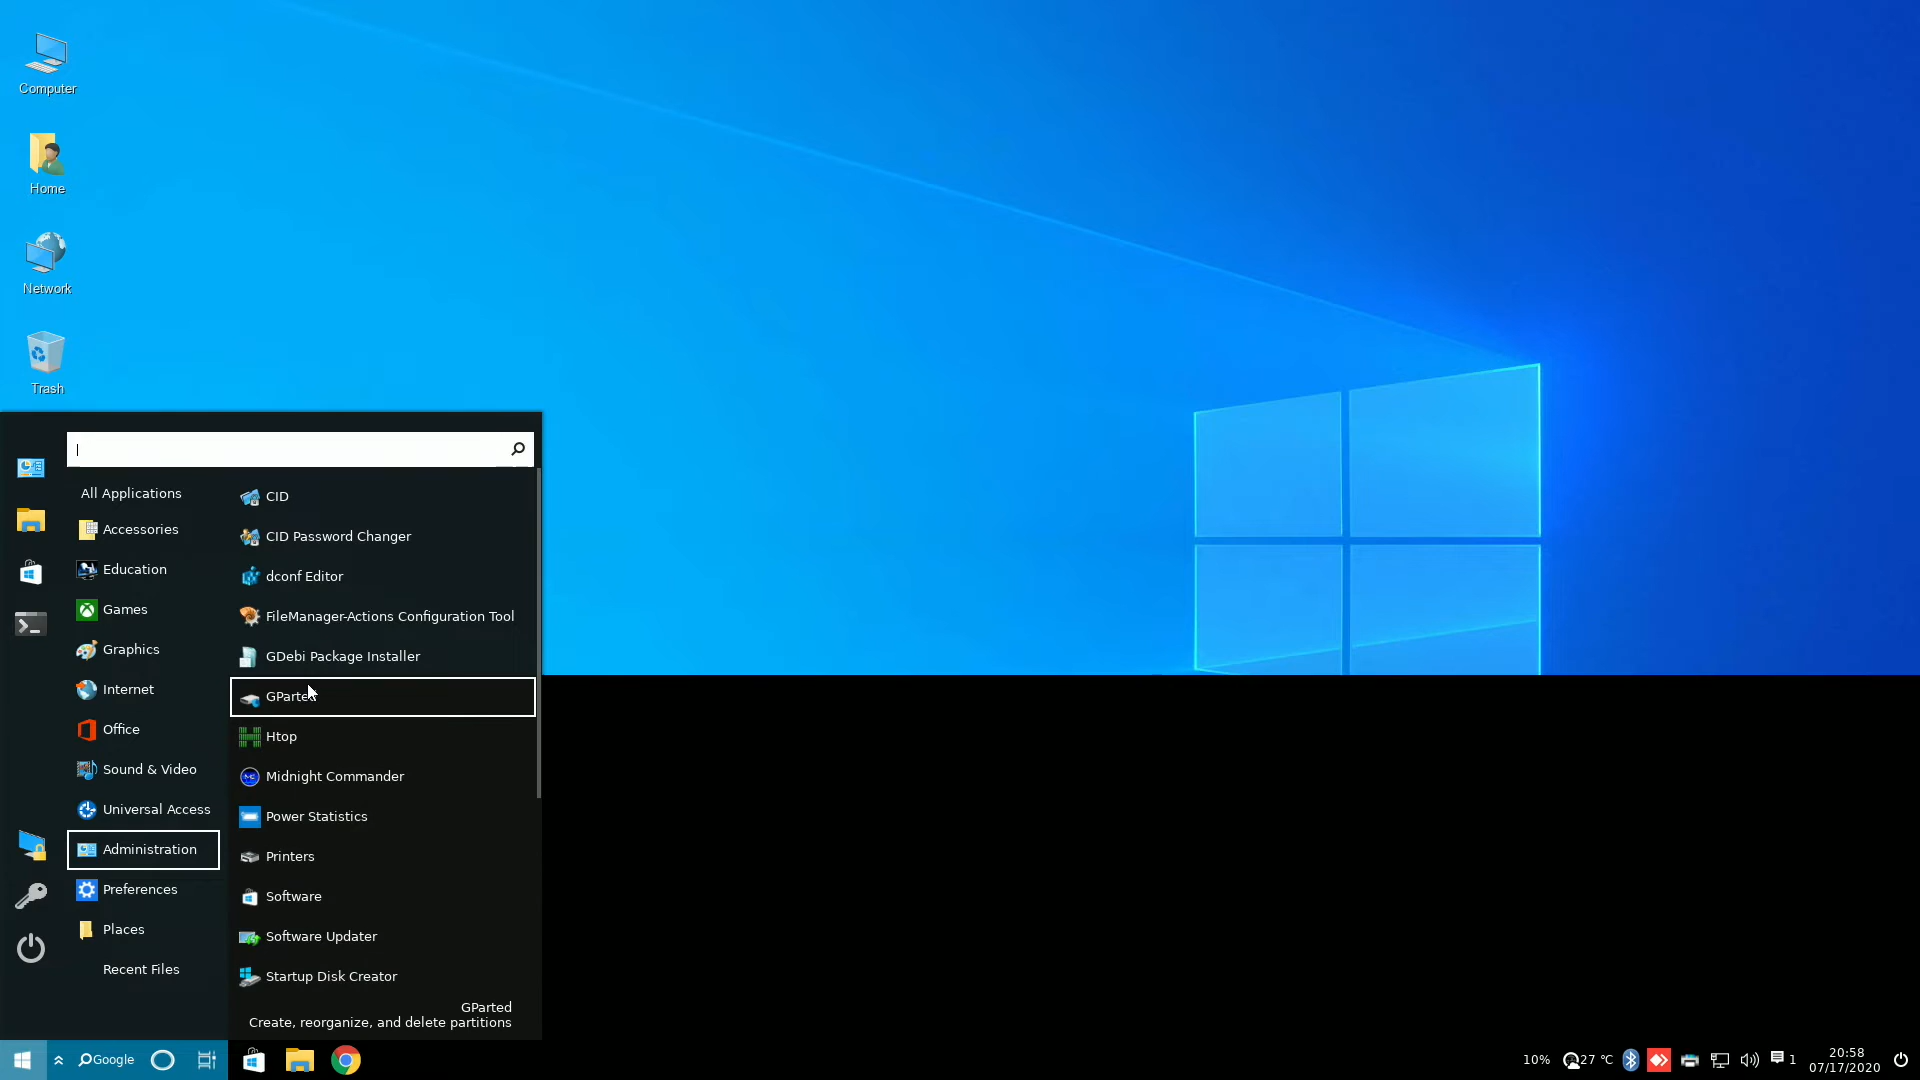 Computer
Home
Network
Trash
All Applications
Accessories
Education
Games
Graphics
Internet
Office
Sound & Video
Universal Access
Administration
Preferences
Places
Recent Files
CID
CID Password Changer
dconf Editor
FileManager-Actions Configuration Tool
GDebi Package Installer
GParted
Htop
Midnight Commander
Power Statistics
Printers
Software
Software Updater
Startup Disk Creator
GParted
Create, reorganize, and delete partitions
Google
10%
27 °C
1
20:58
07/17/2020